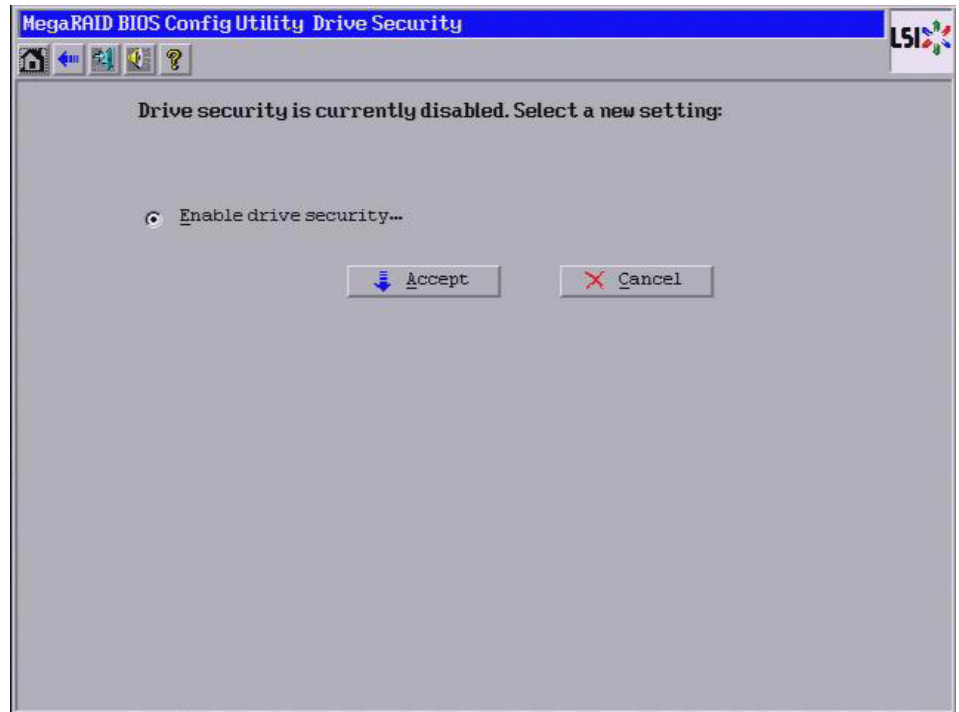 MegaRAID BIOS Config Utility Drive Security
LSI
?
Drive security is currently disabled. Select a new setting:
Enable drive security...
Accept
Cancel